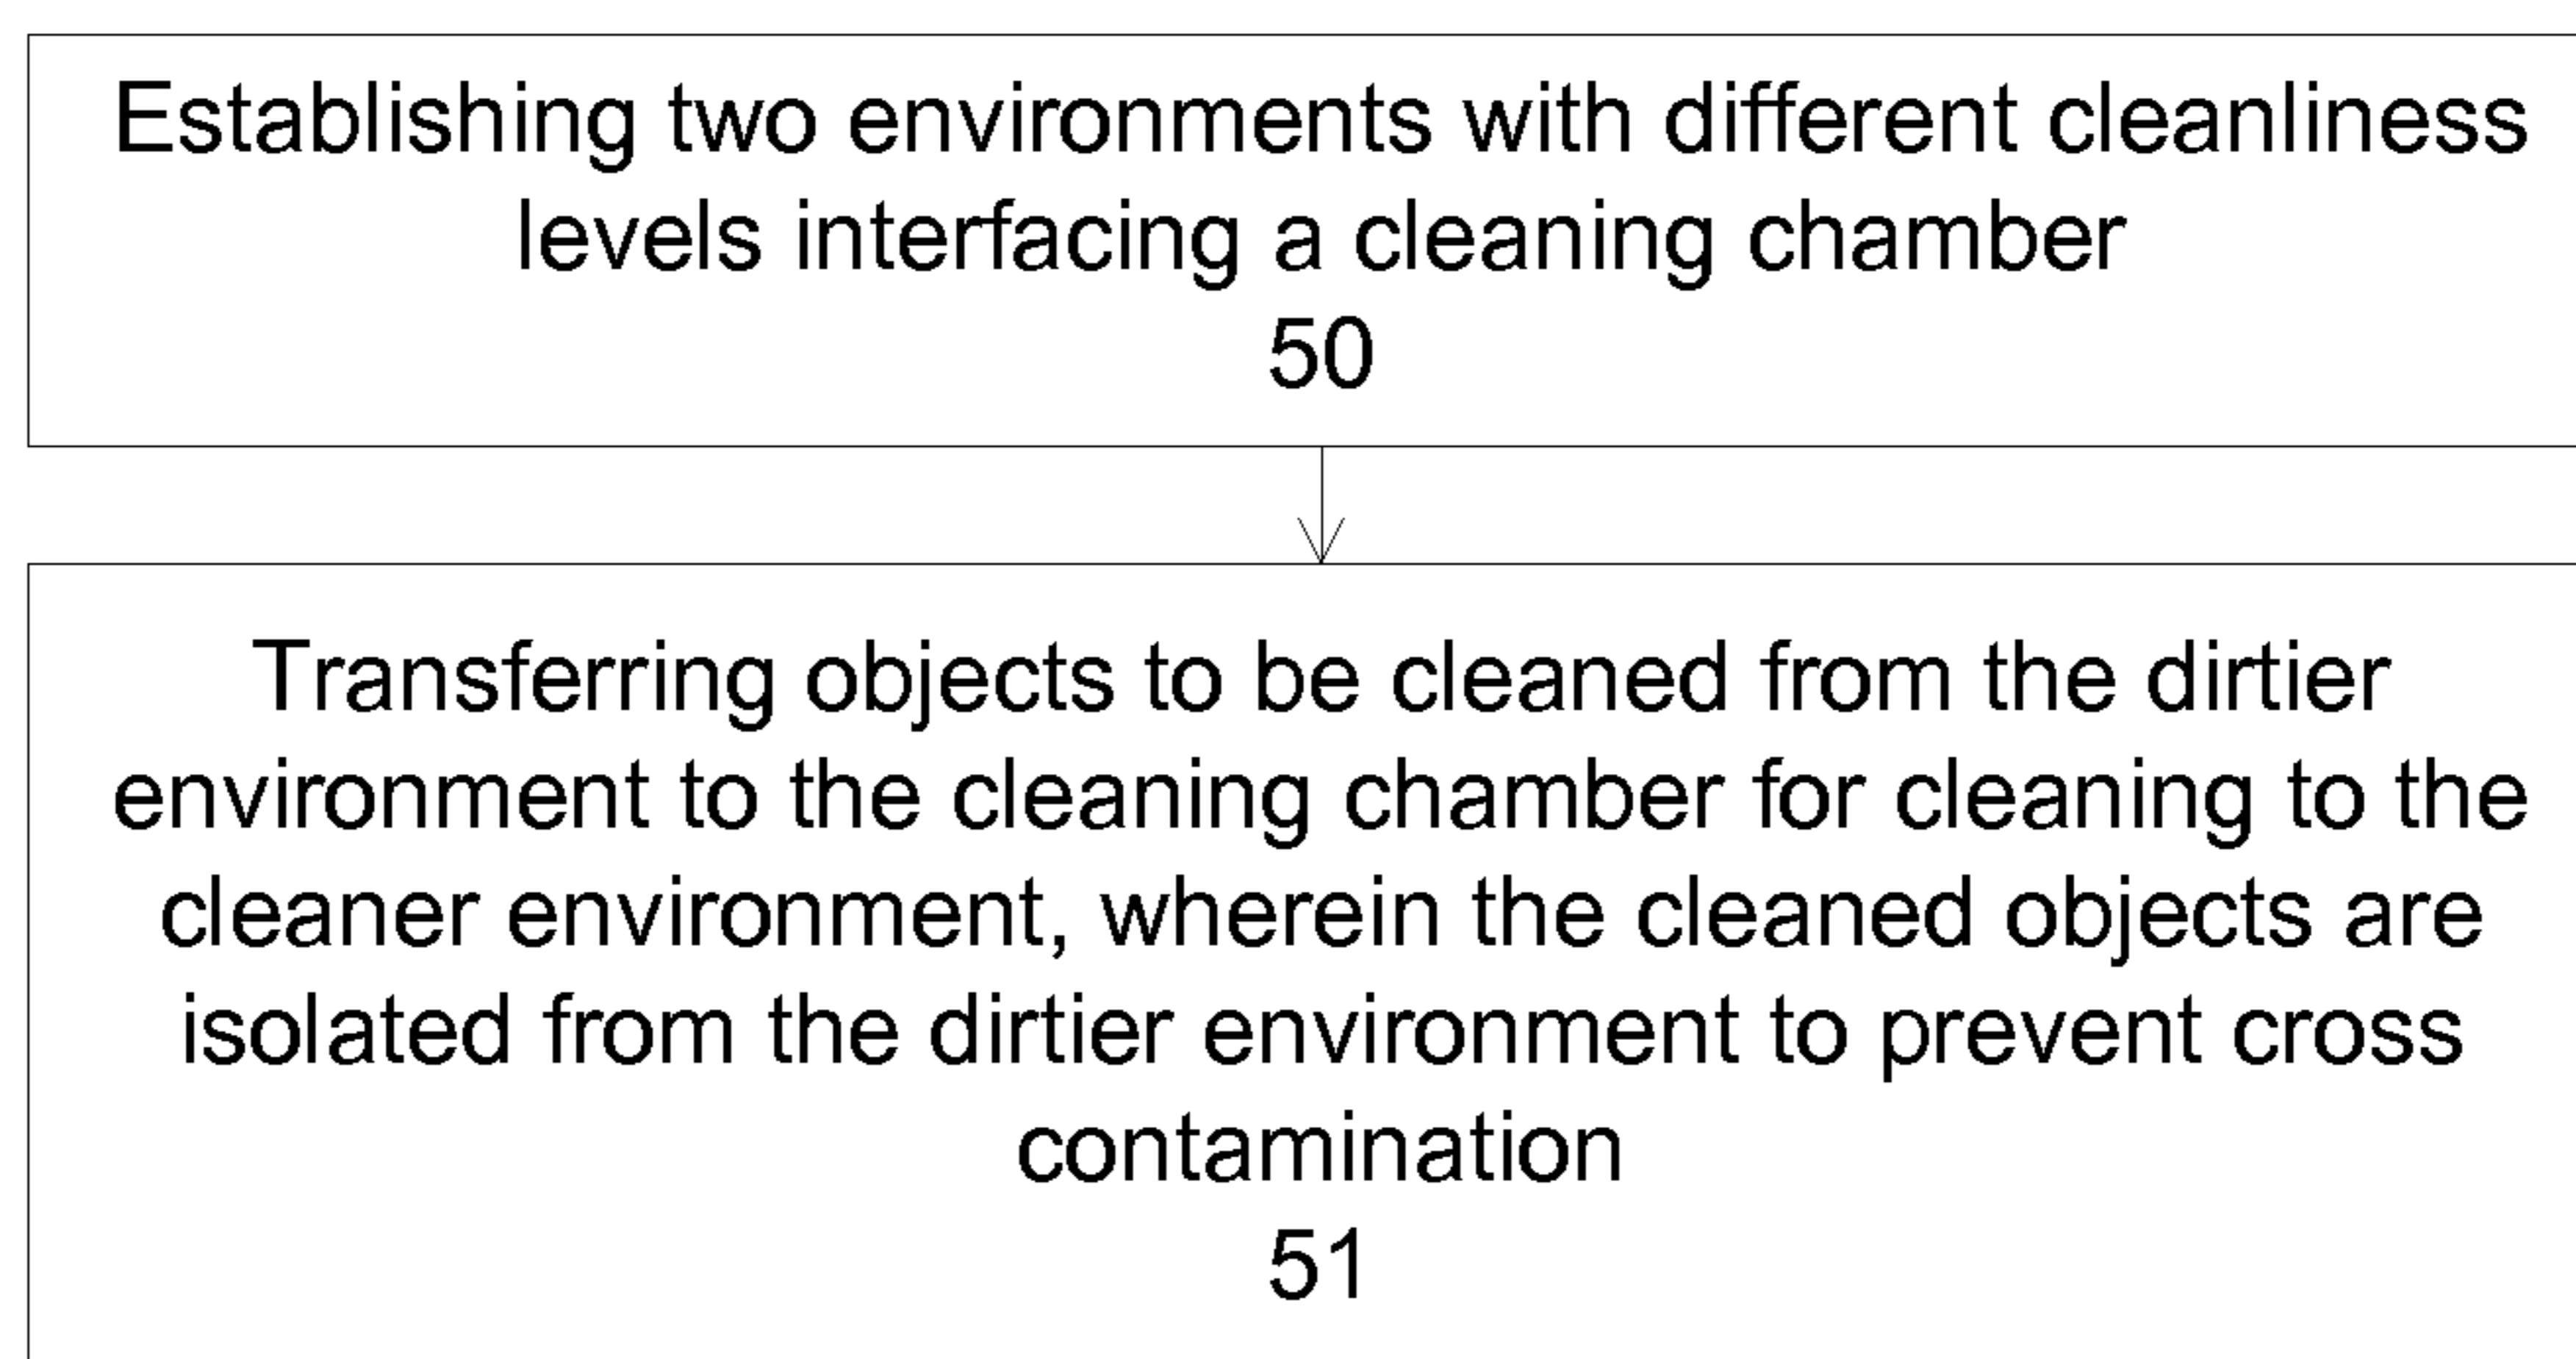 Establishing two environments with different cleanliness
levels interfacing a cleaning chamber
50
Transferring objects to be cleaned from the dirtier
environment to the cleaning chamber for cleaning to the
cleaner environment, wherein the cleaned objects are
isolated from the dirtier environment to prevent cross
contamination
51